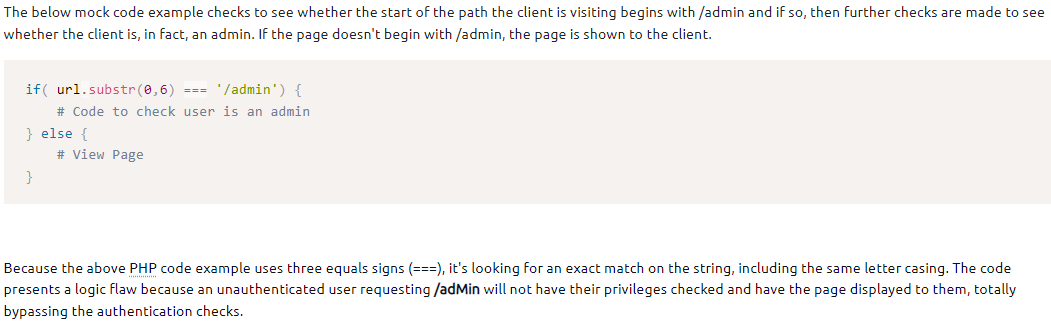 The below mock code example checks to see whether the start of the path the client is visiting begins with /admin and if so, then further checks are made to see
whether the client is, in fact, an admin. If the page doesn't begin with /admin, the page is shown to the client.
if( url.substr(0,6) === '/admin') {
    # Code to check user is an admin
} else {
    # View Page
}
Because the above PHP code example uses three equals signs (===), it's looking for an exact match on the string, including the same letter casing. The code
presents a logic flaw because an unauthenticated user requesting /adMin will not have their privileges checked and have the page displayed to them, totally
bypassing the authentication checks.